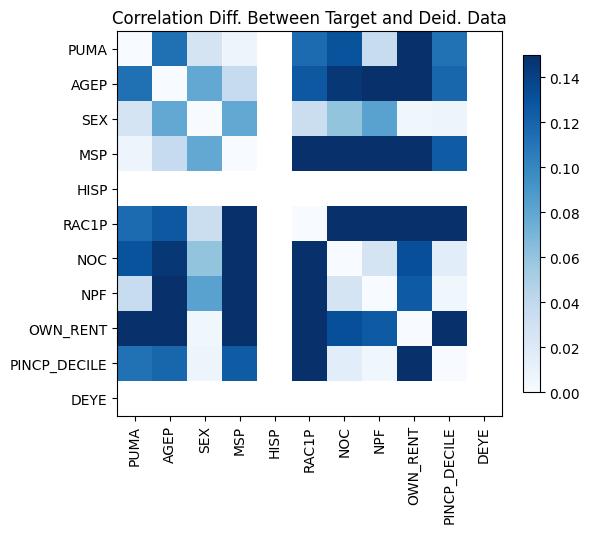 Correlation Diff. Between Target and Deid. Data
PUMA
AGEP
SEX
MSP
HISP
RAC1P
NOC
NPF
OWN_RENT
PINCP_DECILE
DEYE
PUMA
AGEP
SEX
MSP
HISP
RAC1P
NOC
NPF
OWN_RENT
PINCP_DECILE
DEYE
0.14
0.12
0.10
0.08
0.06
0.04
0.02
0.00